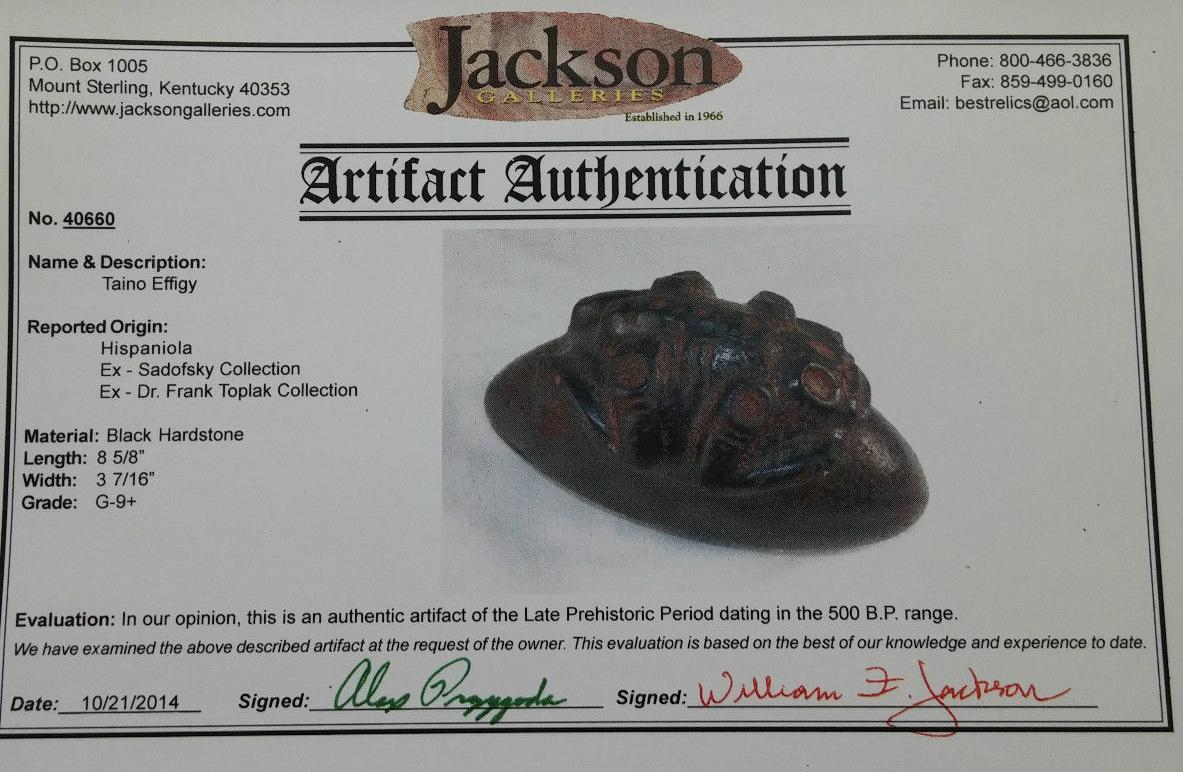 Jackson
GALLERIES
Established in 1966
P.O. Box 1005
Mount Sterling, Kentucky 40353
http://www.jacksongalleries.com
Phone: 800-466-3836
Fax: 859-499-0160
Email: bestrelics@aol.com
Artifact Authentication
No. 40660
Name & Description:
Taino Effigy
Reported Origin:
Hispaniola
Ex - Sadofsky Collection
Ex - Dr. Frank Toplak Collection
Material: Black Hardstone
Length: 8 5/8"
Width: 3 7/16"
Grade: G-9+
Evaluation: In our opinion, this is an authentic artifact of the Late Prehistoric Period dating in the 500 B.P. range.
We have examined the above described artifact at the request of the owner. This evaluation is based on the best of our knowledge and experience to date.
Date: 10/21/2014 Signed: Alex Przygoda Signed: William F. Jackson